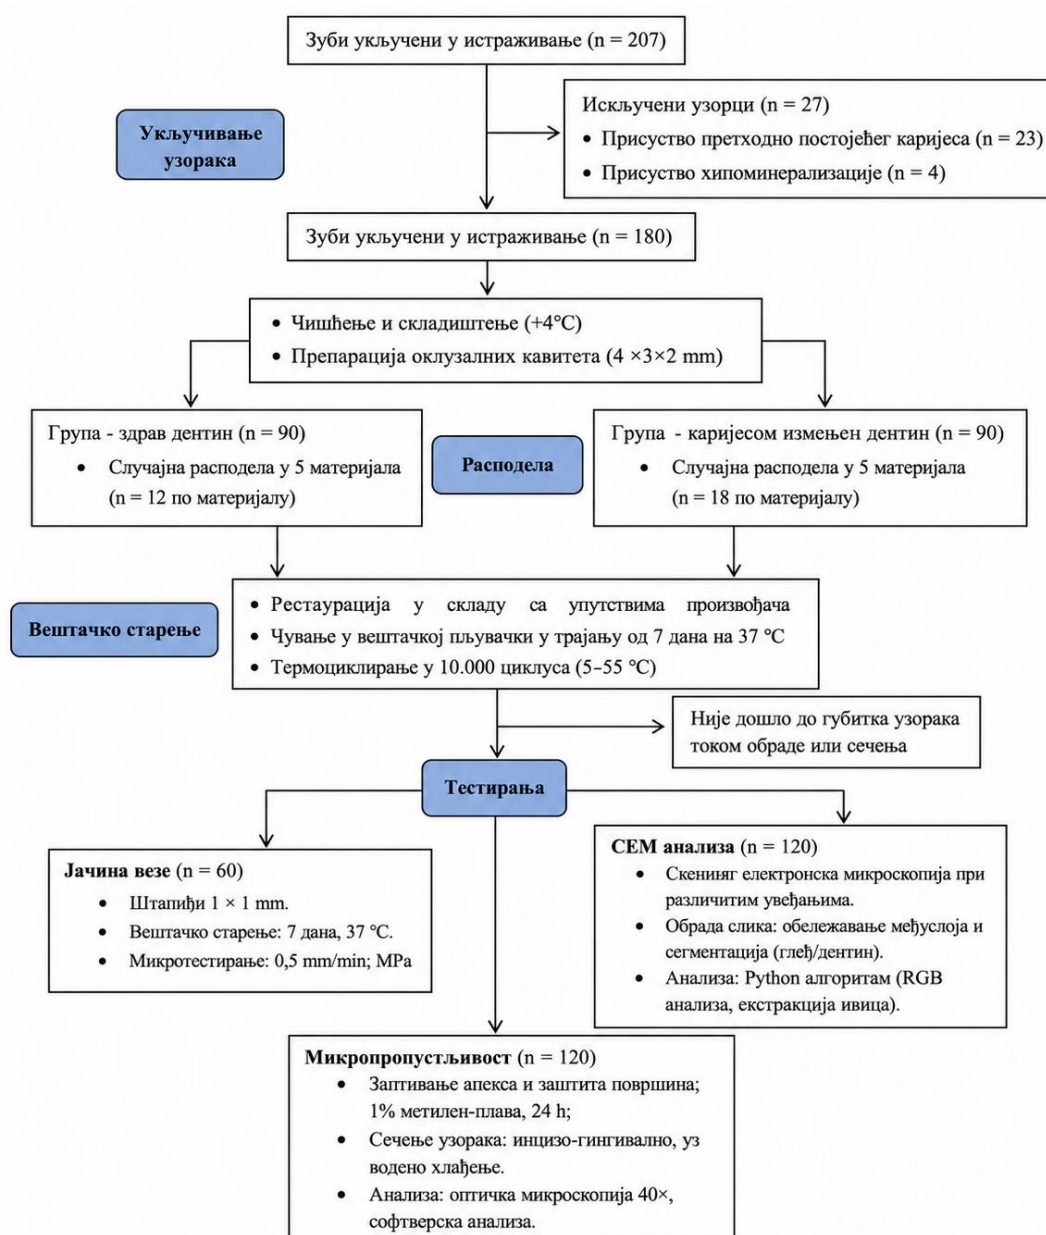 Зуби укључени у истраживање (n = 207)
Искључени узорци (n = 27)
• Присуство претходно постојећег каријеса (n = 23)
• Присуство хипоминерализације (n = 4)
Укључивање
узорака
Зуби укључени у истраживање (n = 180)
• Чишћење и складиштење (+4°C)
• Препарација оклузалних кавитета (4 ×3×2 mm)
Група - здрав дентин (n = 90)
• Случајна расподела у 5 материјала
(n = 12 по материјалу)
Расподела
Група - каријесом измењен дентин (n = 90)
• Случајна расподела у 5 материјала
(n = 18 по материјалу)
Вештачко старење
• Рестаурација у складу са упутствима произвођача
• Чување у вештачкој пљувачки у трајању од 7 дана на 37 °C
• Термоциклирање у 10.000 циклуса (5–55 °C)
Није дошло до губитка узорака
током обраде или сечења
Тестирања
Јачина везе (n = 60)
• Штапићи 1 × 1 mm.
• Вештачко старење: 7 дана, 37 °C.
• Микротестирање: 0,5 mm/min; MPa
СЕМ анализа (n = 120)
• Скенинг електронска микроскопија при
различитим увећањима.
• Обрада слика: обележавање међуслоја и
сегментација (глеђ/дентин).
• Анализа: Python алгоритам (RGB
анализа, екстракција ивица).
Микропропустљивост (n = 120)
• Заптивање апекса и заштита површина;
1% метилен-плава, 24 h;
• Сечење узорака: инцизо-гингивално, уз
водено хлађење.
• Анализа: оптичка микроскопија 40×,
софтверска анализа.